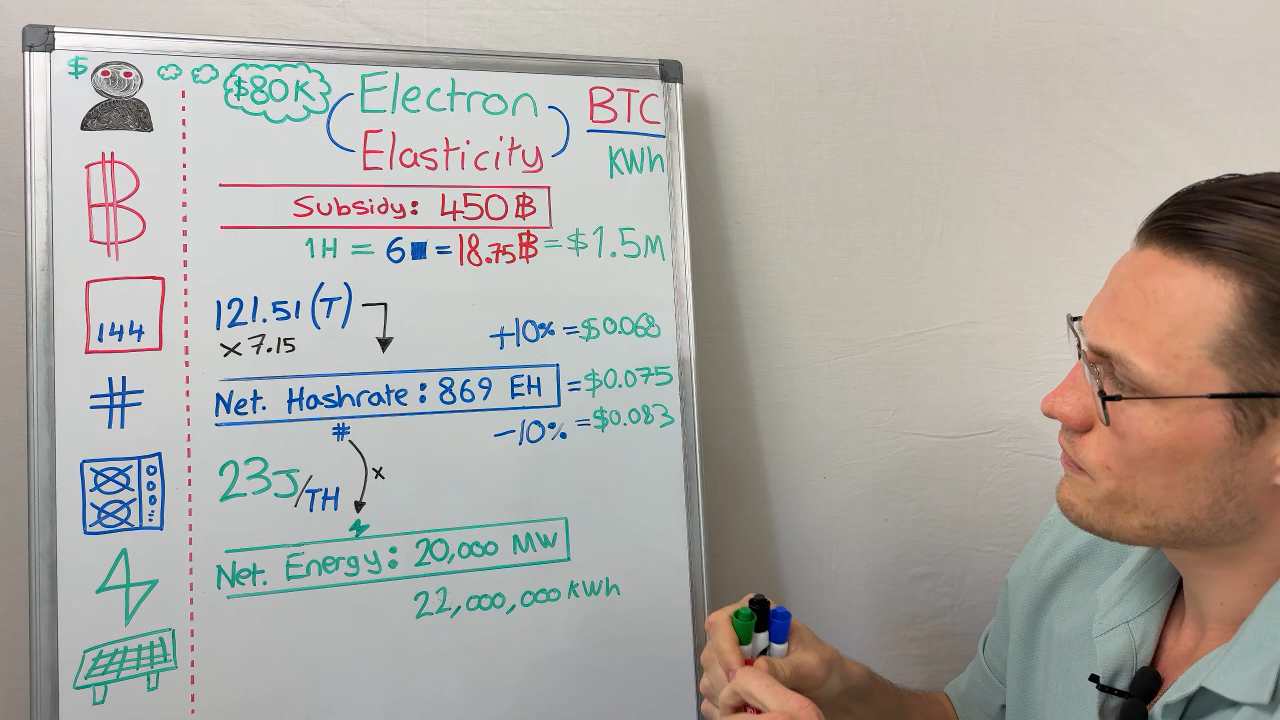 $
$80K
Electron
Elasticity
BTC
KWh
Subsidy: 450 ₿
1H = 6 ■ = 18.75 ₿ = $1.5M
144
121.51 (T)
x 7.15
+10% = $0.068
#
Net. Hashrate: 869 EH = $0.075
#
-10% = $0.083
23J/TH
x
Net. Energy: 20,000 MW
22,000,000 KWh